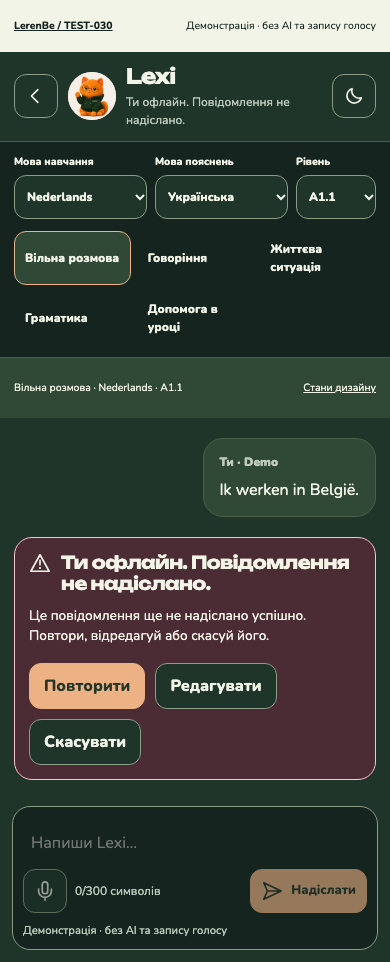 LerenBe / TEST-030
Демонстрація · без AI та запису голосу
Lexi
Ти офлайн. Повідомлення не
надіслано.
Мова навчання
Мова пояснень
Рівень
Nederlands
Українська
A1.1
Вільна розмова
Говоріння
Життєва
ситуація
Граматика
Допомога в
уроці
Вільна розмова · Nederlands · A1.1
Стани дизайну
Ти · Demo
Ik werken in België.
Ти офлайн. Повідомлення
не надіслано.
Це повідомлення ще не надіслано успішно.
Повтори, відредагуй або скасуй його.
Повторити
Редагувати
Скасувати
Напиши Lexi...
0/300 символів
Надіслати
Демонстрація · без AI та запису голосу